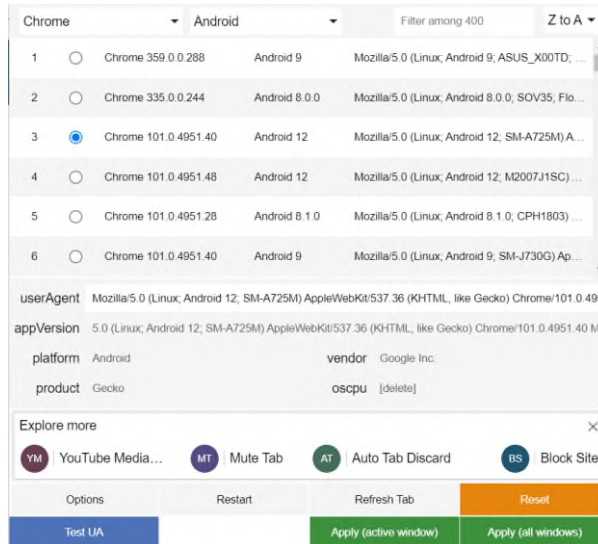 Chrome Android Filter among 400 Z to A
1 Chrome 359.0.0.288 Android 9 Mozilla/5.0 (Linux; Android 9; ASUS_X00TD; ...
2 Chrome 335.0.0.244 Android 8.0.0 Mozilla/5.0 (Linux; Android 8.0.0; SOV35; Flo...
3 Chrome 101.0.4951.40 Android 12 Mozilla/5.0 (Linux; Android 12; SM-A725M) A...
4 Chrome 101.0.4951.48 Android 12 Mozilla/5.0 (Linux; Android 12; M2007J1SC) ...
5 Chrome 101.0.4951.28 Android 8.1.0 Mozilla/5.0 (Linux; Android 8.1.0; CPH1803) ...
6 Chrome 101.0.4951.40 Android 9 Mozilla/5.0 (Linux; Android 9; SM-J730G) Ap...
userAgent Mozilla/5.0 (Linux; Android 12; SM-A725M) AppleWebKit/537.36 (KHTML, like Gecko) Chrome/101.0.49
appVersion 5.0 (Linux; Android 12; SM-A725M) AppleWebKit/537.36 (KHTML, like Gecko) Chrome/101.0.4951.40 M
platform Android vendor Google Inc.
product Gecko oscpu [delete]
Explore more
YM YouTube Media... MT Mute Tab AT Auto Tab Discard BS Block Site
Options Restart Refresh Tab Reset
Test UA Apply (active window) Apply (all windows)